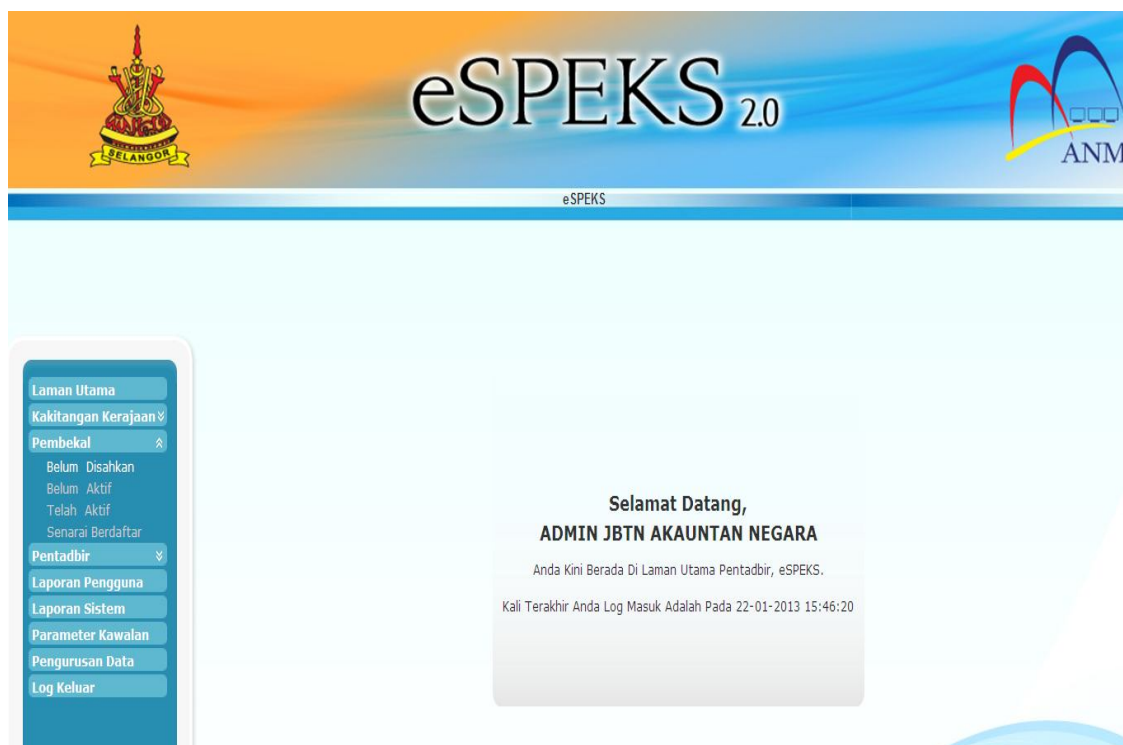 eSPEKS 2.0
SELANGOR
ANM
eSPEKS
Laman Utama
Kakitangan Kerajaan
Pembekal
Belum Disahkan
Belum Aktif
Telah Aktif
Senarai Berdaftar
Pentadbir
Laporan Pengguna
Laporan Sistem
Parameter Kawalan
Pengurusan Data
Log Keluar
Selamat Datang,
ADMIN JBTN AKAUNTAN NEGARA
Anda Kini Berada Di Laman Utama Pentadbir, eSPEKS.
Kali Terakhir Anda Log Masuk Adalah Pada 22-01-2013 15:46:20